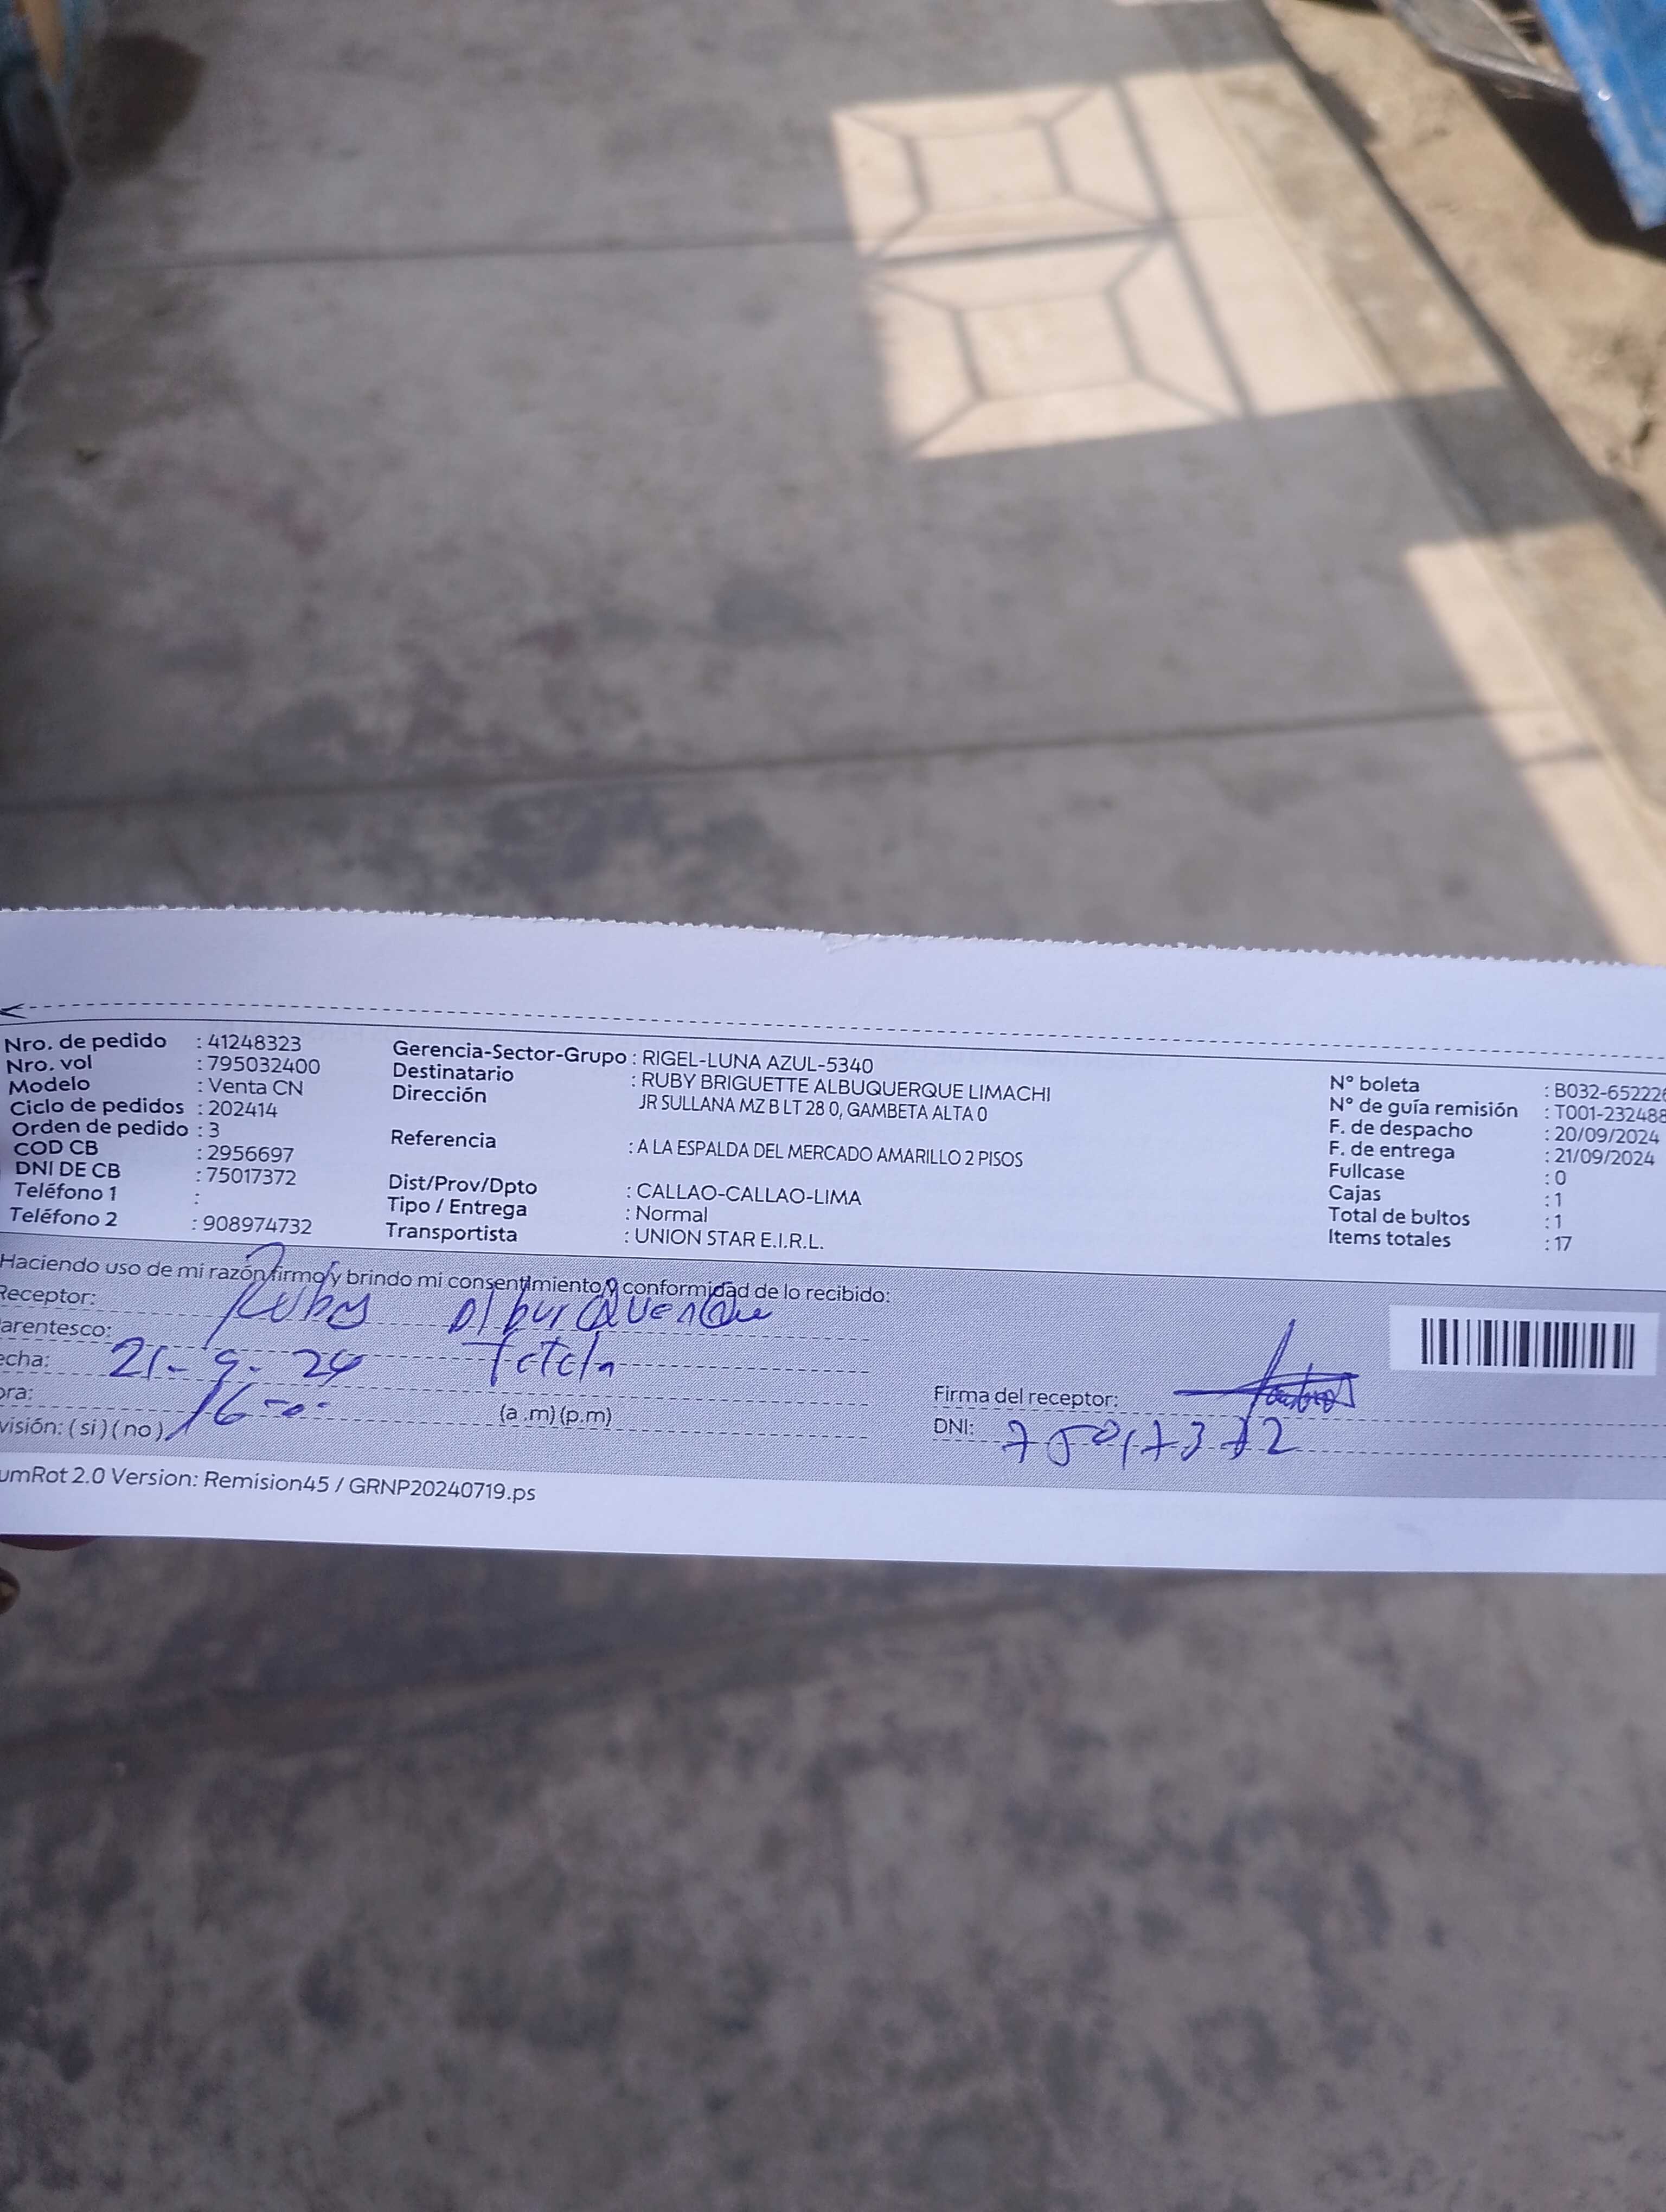 Nro. de pedido : 41248323
Nro. vol : 795032400
Modelo : Venta CN
Ciclo de pedidos : 202414
Orden de pedido : 3
COD CB : 2956697
DNI DE CB : 75017372
Teléfono 1 :
Teléfono 2 : 908974732
Gerencia-Sector-Grupo : RIGEL-LUNA AZUL-5340
Destinatario : RUBY BRIGUETTE ALBUQUERQUE LIMACHI
Dirección JR SULLANA MZ B LT 28 0, GAMBETA ALTA 0
Referencia : A LA ESPALDA DEL MERCADO AMARILLO 2 PISOS
Dist/Prov/Dpto : CALLAO-CALLAO-LIMA
Tipo / Entrega : Normal
Transportista : UNION STAR E.I.R.L.
N° boleta : B032-652226
N° de guía remisión : T001-232488
F. de despacho : 20/09/2024
F. de entrega : 21/09/2024
Fullcase : 0
Cajas : 1
Total de bultos : 1
Items totales : 17
Haciendo uso de mi razón firmo y brindo mi consentimiento y conformidad de lo recibido:
Receptor: Ruby AlburQuenQue
arentesco:
echa: 21-9-24
ora: 16-0- (a .m) (p.m)
visión: ( si ) ( no )
Firma del receptor:
DNI: 75017372
umRot 2.0 Version: Remision45 / GRNP20240719.ps